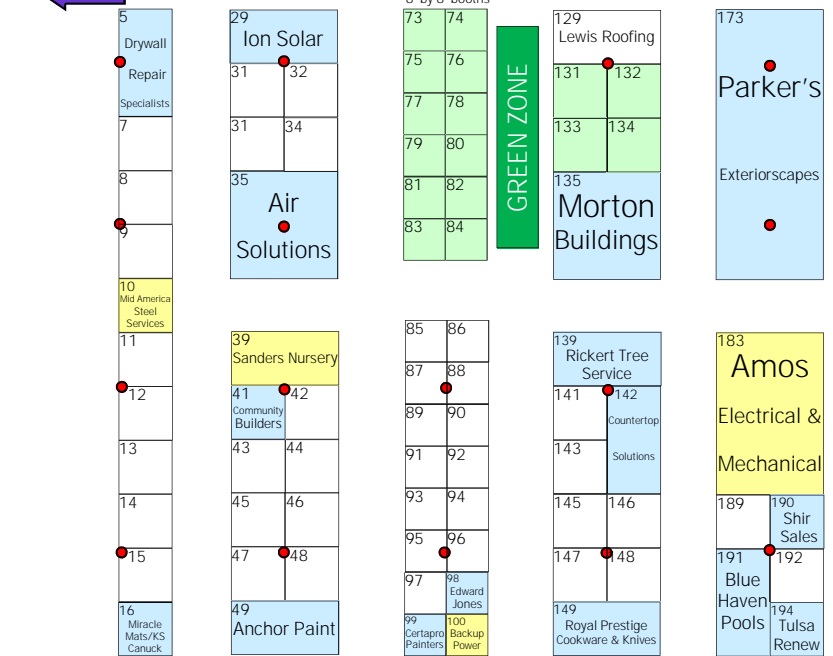 5
Drywall
Repair
Specialists
7
8
9
10
Mid America
Steel
Services
11
12
13
14
15
16
Miracle
Mats/KS
Canuck
29
Ion Solar
31 32
31 34
35
Air
Solutions
39
Sanders Nursery
41 42
Community
Builders
43 44
45 46
47 48
49
Anchor Paint
by booths
73 74
75 76
77 78
79 80
81 82
83 84
GREEN ZONE
85 86
87 88
89 90
91 92
93 94
95 96
97
98
Edward
Jones
99
Certapro
Painters
100
Backup
Power
129
Lewis Roofing
131 132
133 134
135
Morton
Buildings
139
Rickert Tree
Service
141
142
Countertop
Solutions
143
145 146
147 148
149
Royal Prestige
Cookware & Knives
173
Parker's
Exteriorscapes
183
Amos
Electrical &
Mechanical
189
190
Shir
Sales
191
Blue
Haven
Pools
192
194
Tulsa
Renew